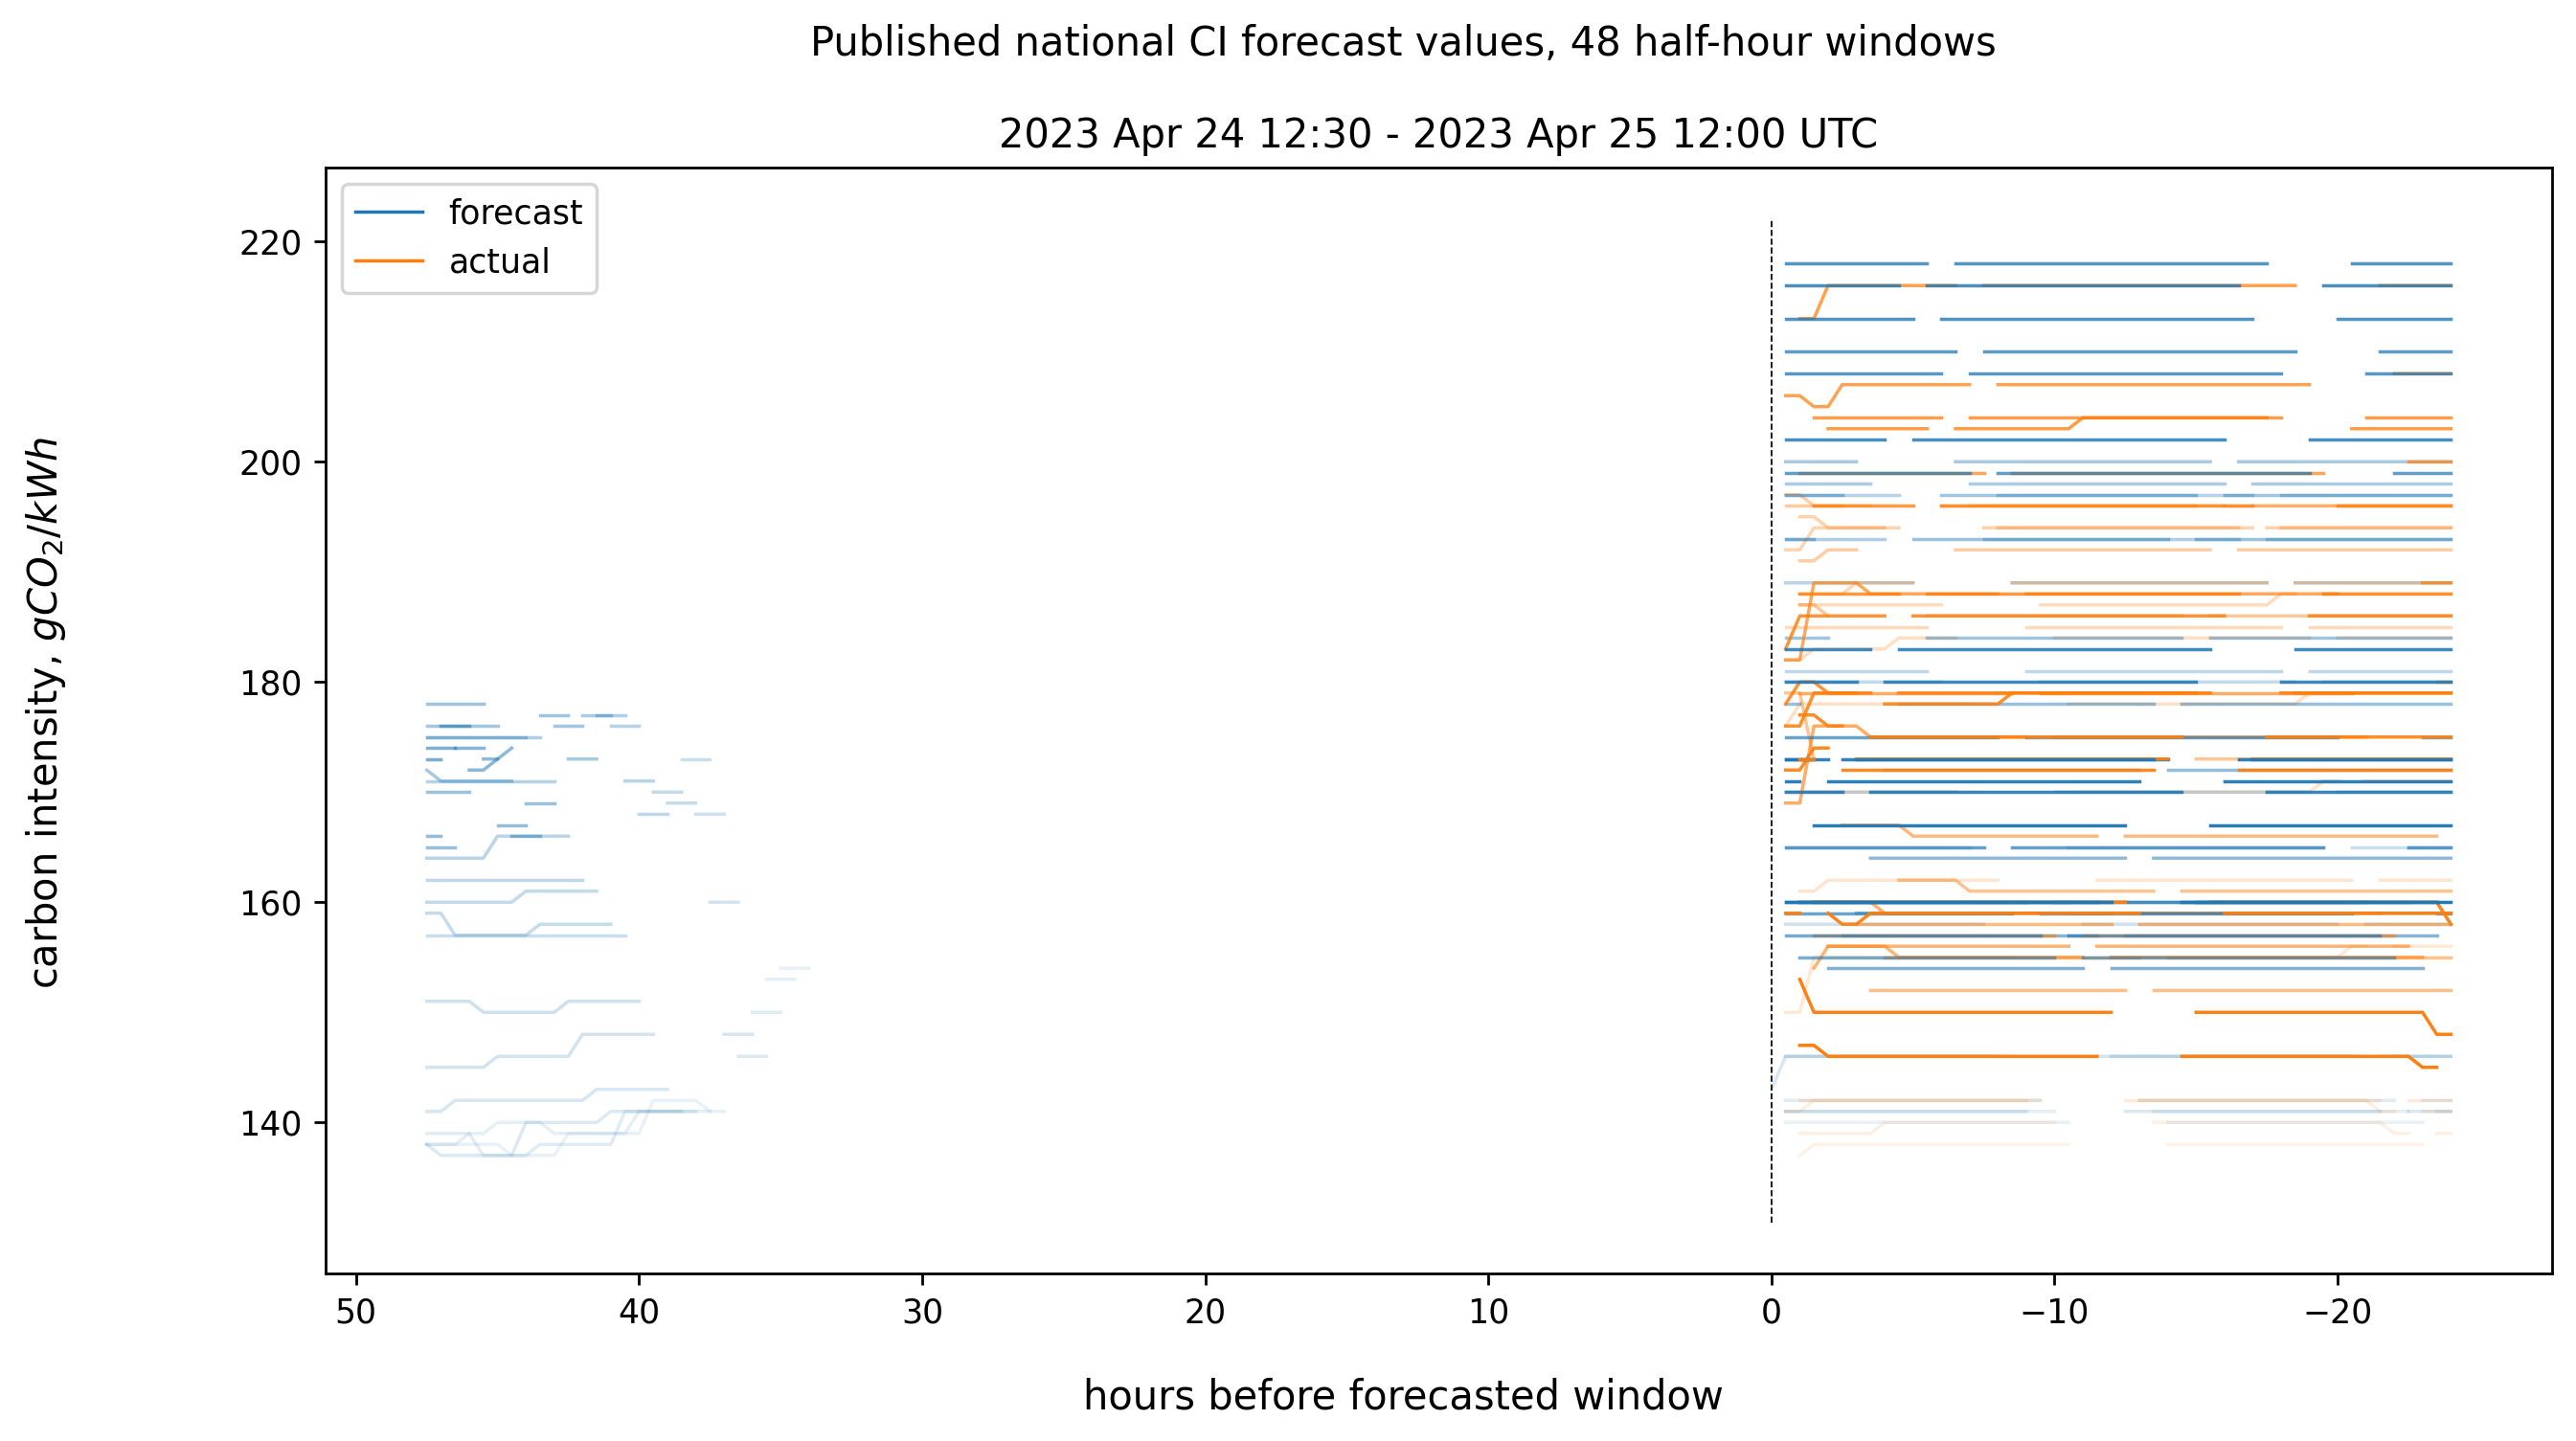 Published national CI forecast values, 48 half-hour windows
2023 Apr 24 12:30 - 2023 Apr 25 12:00 UTC
forecast
actual
220
200
180
160
140
carbon intensity, gCO₂/kWh
50
40
30
20
10
0
−10
−20
hours before forecasted window